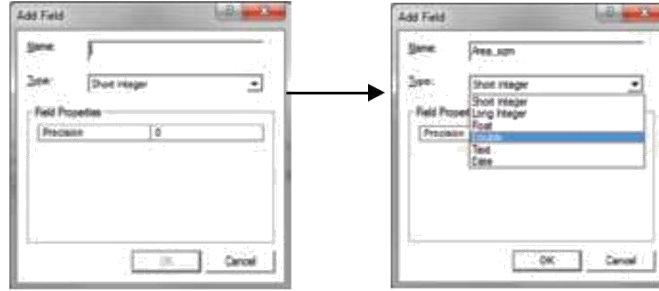 Add Field
Name:
Type: Short Integer
Field Properties
Precision 0
OK Cancel
Add Field
Name: Area_sqm
Type: Short Integer
Short Integer
Long Integer
Float
Double
Text
Date
Field Proper
Precision
OK Cancel